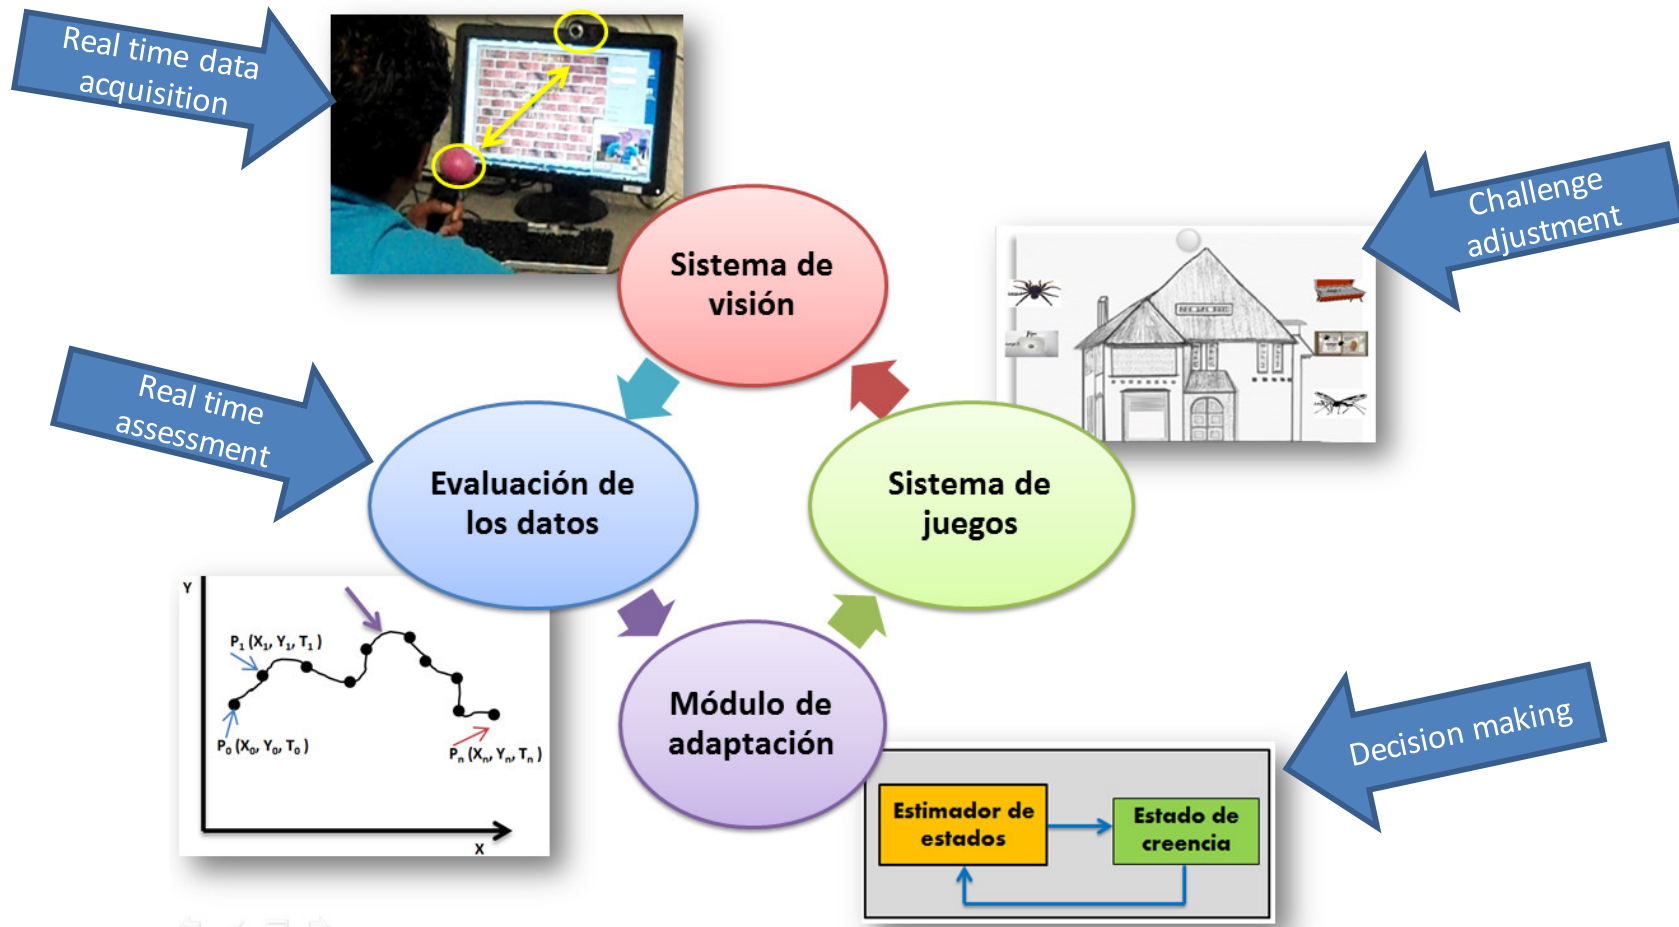 Real time data
acquisition
Sistema de
visión
Challenge
adjustment
Real time
assessment
Evaluación de
los datos
Sistema de
juegos
Y
P₁ (X₁, Y₁, T₁ )
P₀ (X₀, Y₀, T₀ )
Pₙ (Xₙ, Yₙ, Tₙ )
X
Módulo de
adaptación
Decision making
Estimador de
estados
Estado de
creencia